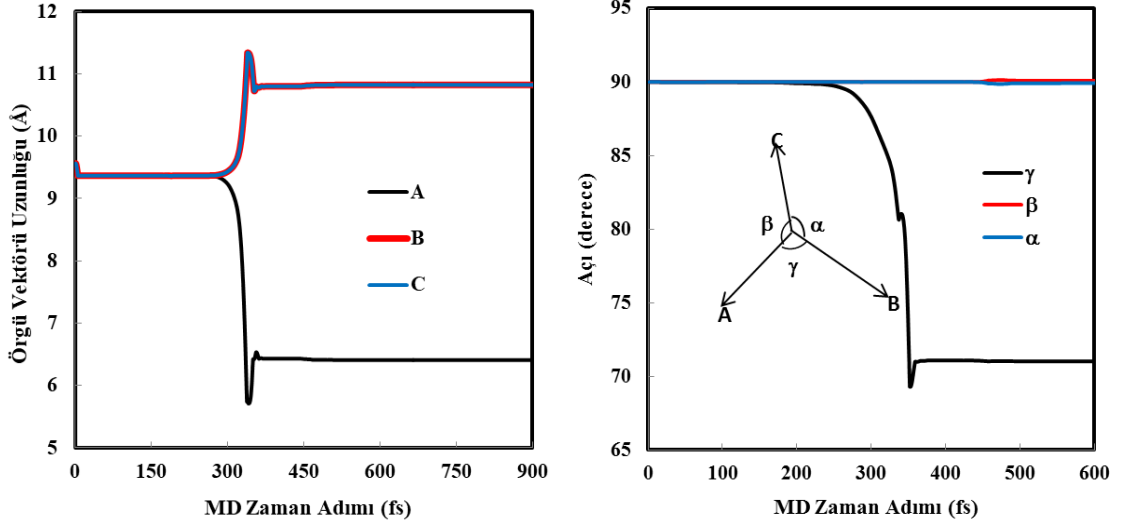 12
11
10
9
8
7
6
5
Örgü Vektörü Uzunluğu (Å)
A
B
C
0 150 300 450 600 750 900
MD Zaman Adımı (fs)
95
90
85
80
75
70
65
Açı (derece)
C
β α
γ
A
B
γ
β
α
0 100 200 300 400 500 600
MD Zaman Adımı (fs)